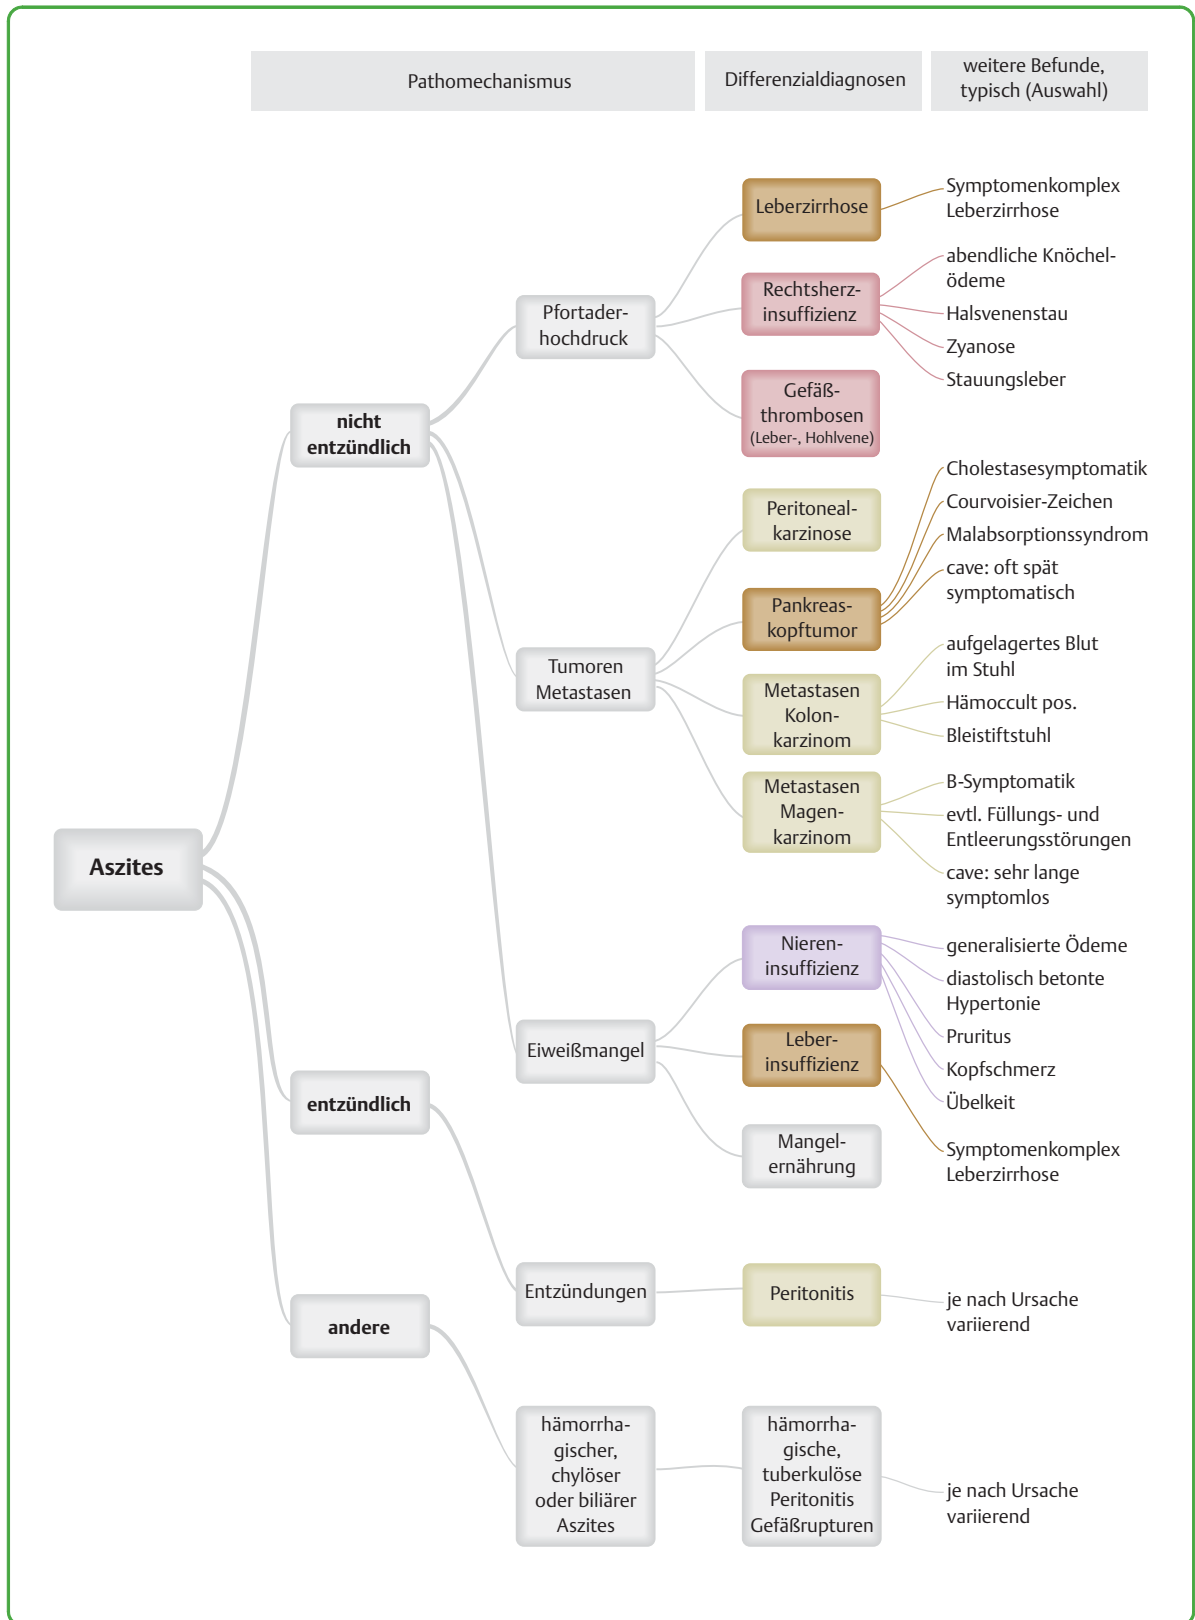 Pathomechanismus
Differenzialdiagnosen
weitere Befunde,
typisch (Auswahl)
Aszites
nicht
entzündlich
Pfortader-
hochdruck
Leberzirrhose
Symptomenkomplex
Leberzirrhose
Rechtsherz-
insuffizienz
abendliche Knöchel-
ödeme
Halsvenenstau
Zyanose
Stauungsleber
Gefäß-
thrombosen
(Leber-, Hohlvene)
Tumoren
Metastasen
Peritoneal-
karzinose
Pankreas-
kopftumor
Cholestasesymptomatik
Courvoisier-Zeichen
Malabsorptionssyndrom
cave: oft spät
symptomatisch
Metastasen
Kolon-
karzinom
aufgelagertes Blut
im Stuhl
Hämoccult pos.
Bleistiftstuhl
Metastasen
Magen-
karzinom
B-Symptomatik
evtl. Füllungs- und
Entleerungsstörungen
cave: sehr lange
symptomlos
Eiweißmangel
Nieren-
insuffizienz
generalisierte Ödeme
diastolisch betonte
Hypertonie
Pruritus
Kopfschmerz
Übelkeit
Leber-
insuffizienz
Symptomenkomplex
Leberzirrhose
Mangel-
ernährung
entzündlich
Entzündungen
Peritonitis
je nach Ursache
variierend
andere
hämorrha-
gischer,
chylöser
oder biliärer
Aszites
hämorrha-
gische,
tuberkulöse
Peritonitis
Gefäßrupturen
je nach Ursache
variierend